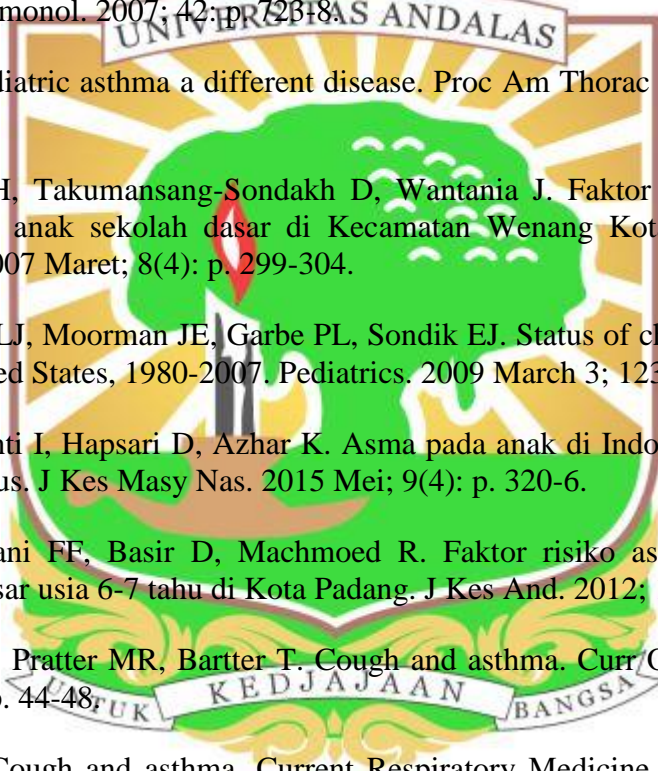 monol. 2007; 42: p. 723-8.
UNIVERSITAS ANDALAS
diatric asthma a different disease. Proc Am Thorac
H, Takumansang-Sondakh D, Wantania J. Faktor
anak sekolah dasar di Kecamatan Wenang Kot
007 Maret; 8(4): p. 299-304.
LJ, Moorman JE, Garbe PL, Sondik EJ. Status of cl
ed States, 1980-2007. Pediatrics. 2009 March 3; 123
nti I, Hapsari D, Azhar K. Asma pada anak di Indo
us. J Kes Masy Nas. 2015 Mei; 9(4): p. 320-6.
ani FF, Basir D, Machmoed R. Faktor risiko as
sar usia 6-7 tahu di Kota Padang. J Kes And. 2012;
Pratter MR, Bartter T. Cough and asthma. Curr
p. 44-48.
UNTUK KEDJAJAAN BANGSA
Cough and asthma. Current Respiratory Medicine